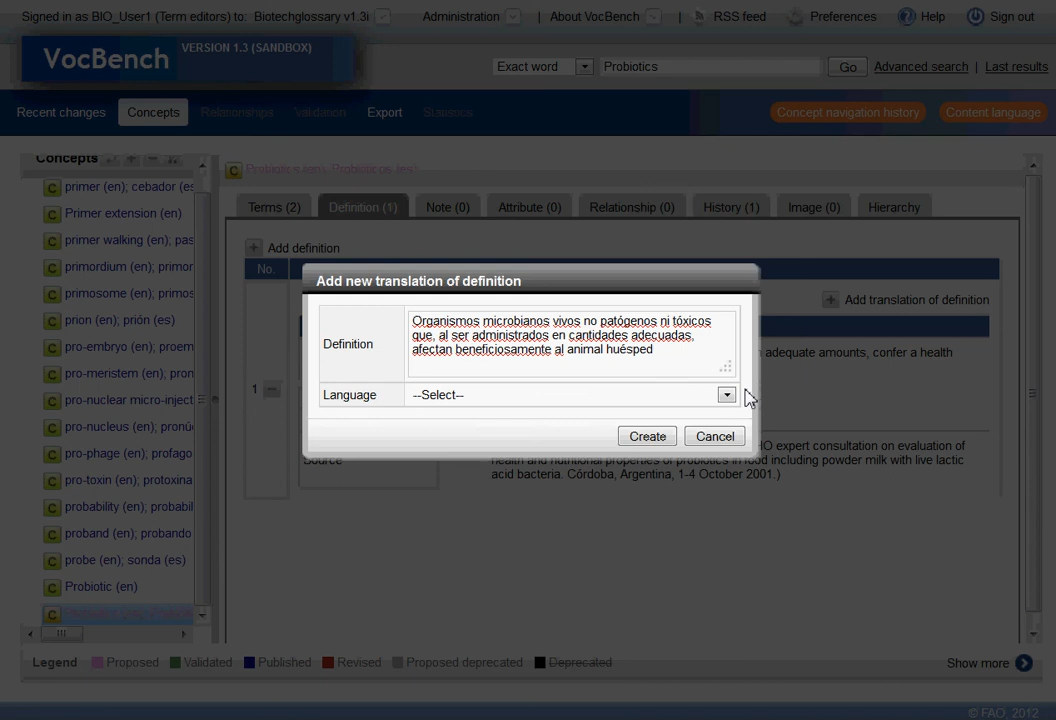 Signed in as BIO_User1 (Term editors) to: Biotechglossary v1.3i
Administration | About VocBench | RSS feed Preferences Help Sign out
VocBench VERSION 1.3 (SANDBOX)
Exact word Probiotics Go Advanced search | Last results
Recent changes Concepts Relationships Validation Export Statistics Concept navigation history Content language
Concepts
primer (en); cebador (es
Primer extension (en)
primer walking (en); pas
primordium (en); primor
primosome (en); primos
prion (en); prión (es)
pro-embryo (en); proem
pro-meristem (en); pron
pro-nuclear micro-inject
pro-nucleus (en); pronú
pro-phage (en); profago
pro-toxin (en); protoxina
probability (en); probabil
proband (en); probando
probe (en); sonda (es)
Probiotic (en)
Terms (2) Definition (1) Note (0) Attribute (0) Relationship (0) History (1) Image (0) Hierarchy
Add definition
No.
Add translation of definition
1
adequate amounts, confer a health
Add new translation of definition
Definition
Organismos microbianos vivos no patógenos ni tóxicos
que, al ser administrados en cantidades adecuadas,
afectan beneficiosamente al animal huésped
Language --Select--
Create Cancel
Source
HO expert consultation on evaluation of
health and nutritional properties of probiotics in food including powder milk with live lactic
acid bacteria. Córdoba, Argentina, 1-4 October 2001.)
Legend Proposed Validated Published Revised Proposed deprecated Deprecated
Show more
© FAO, 2012